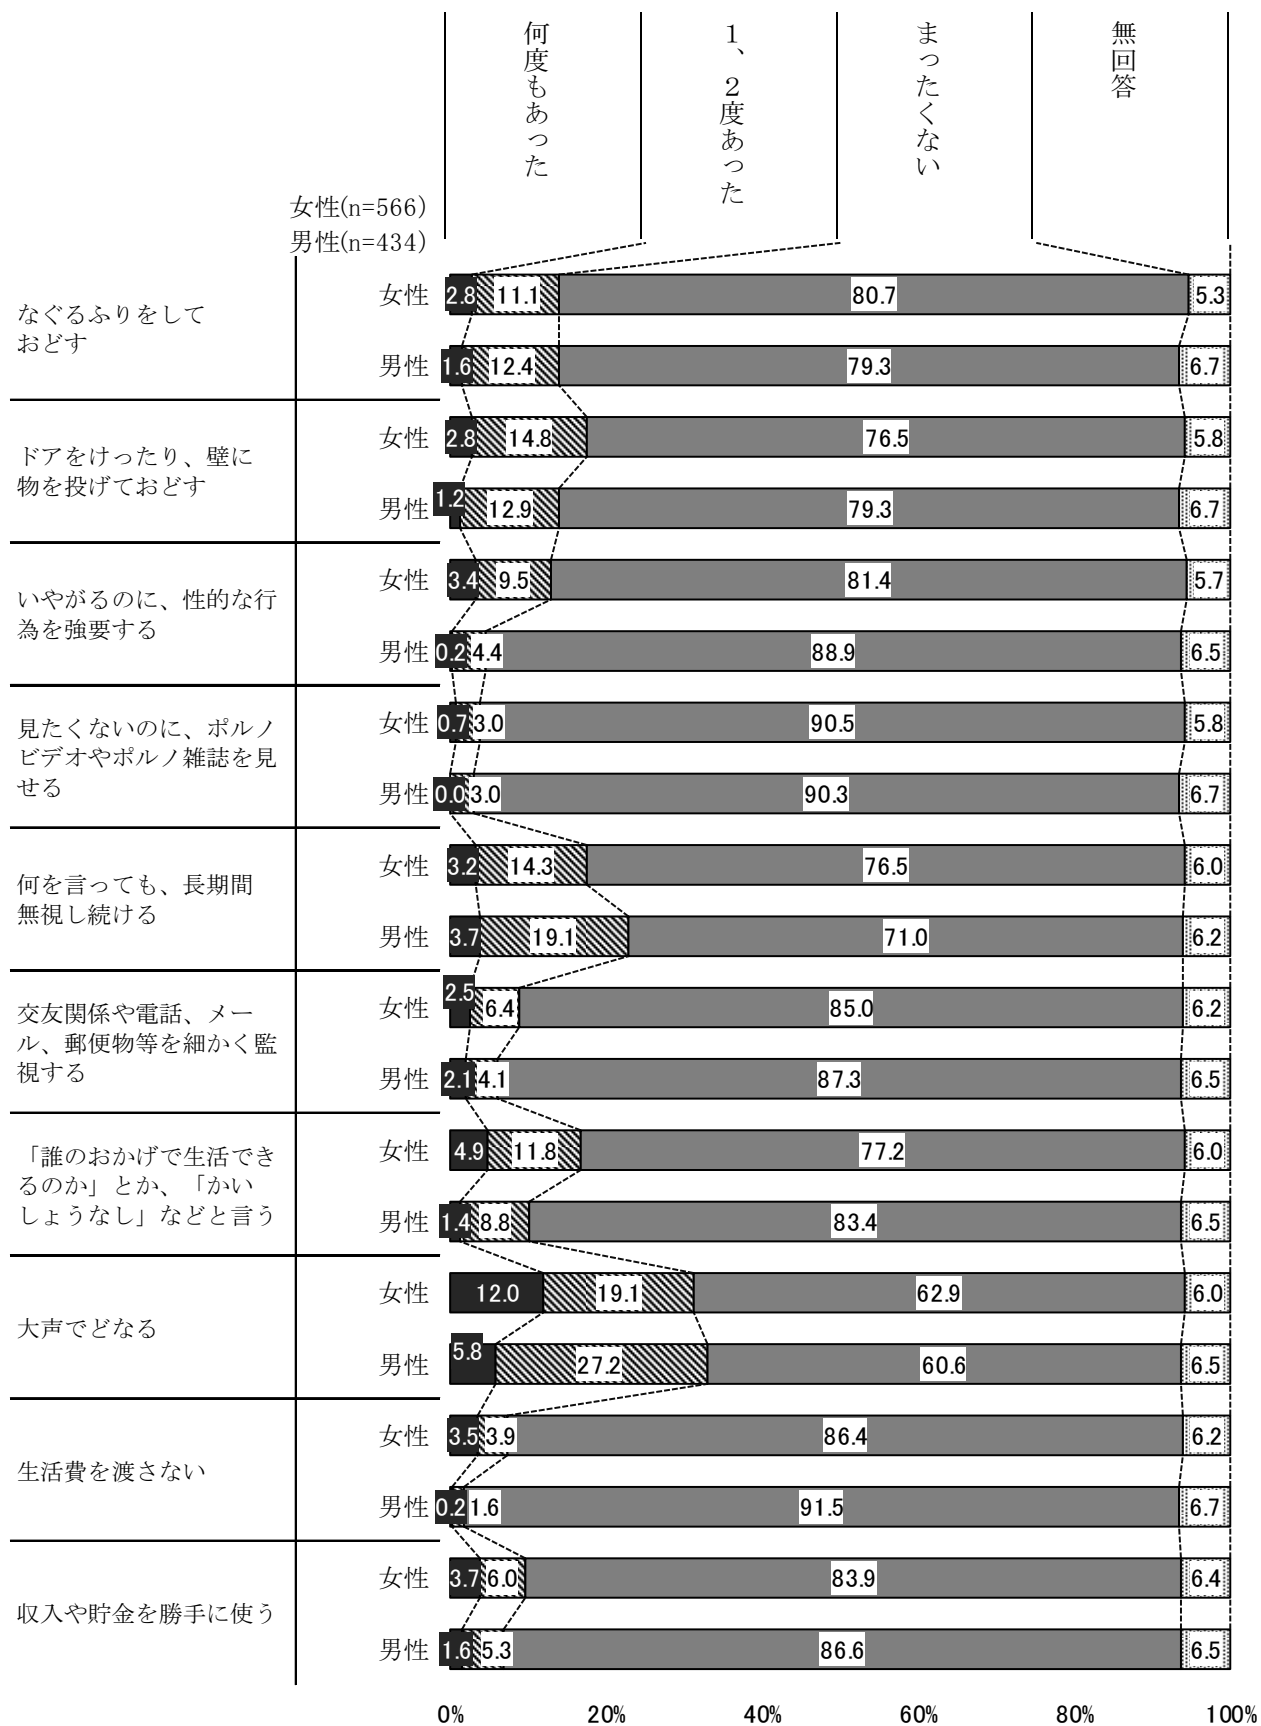 何度もあった
1、2度あった
まったくない
無回答
女性(n=566)
男性(n=434)
なぐるふりをして
おどす
女性 2.8 11.1 80.7 5.3
男性 1.6 12.4 79.3 6.7
ドアをけったり、壁に
物を投げておどす
女性 2.8 14.8 76.5 5.8
男性 1.2 12.9 79.3 6.7
いやがるのに、性的な行
為を強要する
女性 3.4 9.5 81.4 5.7
男性 0.2 4.4 88.9 6.5
見たくないのに、ポルノ
ビデオやポルノ雑誌を見
せる
女性 0.7 3.0 90.5 5.8
男性 0.0 3.0 90.3 6.7
何を言っても、長期間
無視し続ける
女性 3.2 14.3 76.5 6.0
男性 3.7 19.1 71.0 6.2
交友関係や電話、メー
ル、郵便物等を細かく監
視する
女性 2.5 6.4 85.0 6.2
男性 2.1 4.1 87.3 6.5
「誰のおかげで生活でき
るのか」とか、「かい
しょうなし」などと言う
女性 4.9 11.8 77.2 6.0
男性 1.4 8.8 83.4 6.5
大声でどなる
女性 12.0 19.1 62.9 6.0
男性 5.8 27.2 60.6 6.5
生活費を渡さない
女性 3.5 3.9 86.4 6.2
男性 0.2 1.6 91.5 6.7
収入や貯金を勝手に使う
女性 3.7 6.0 83.9 6.4
男性 1.6 5.3 86.6 6.5
0% 20% 40% 60% 80% 100%